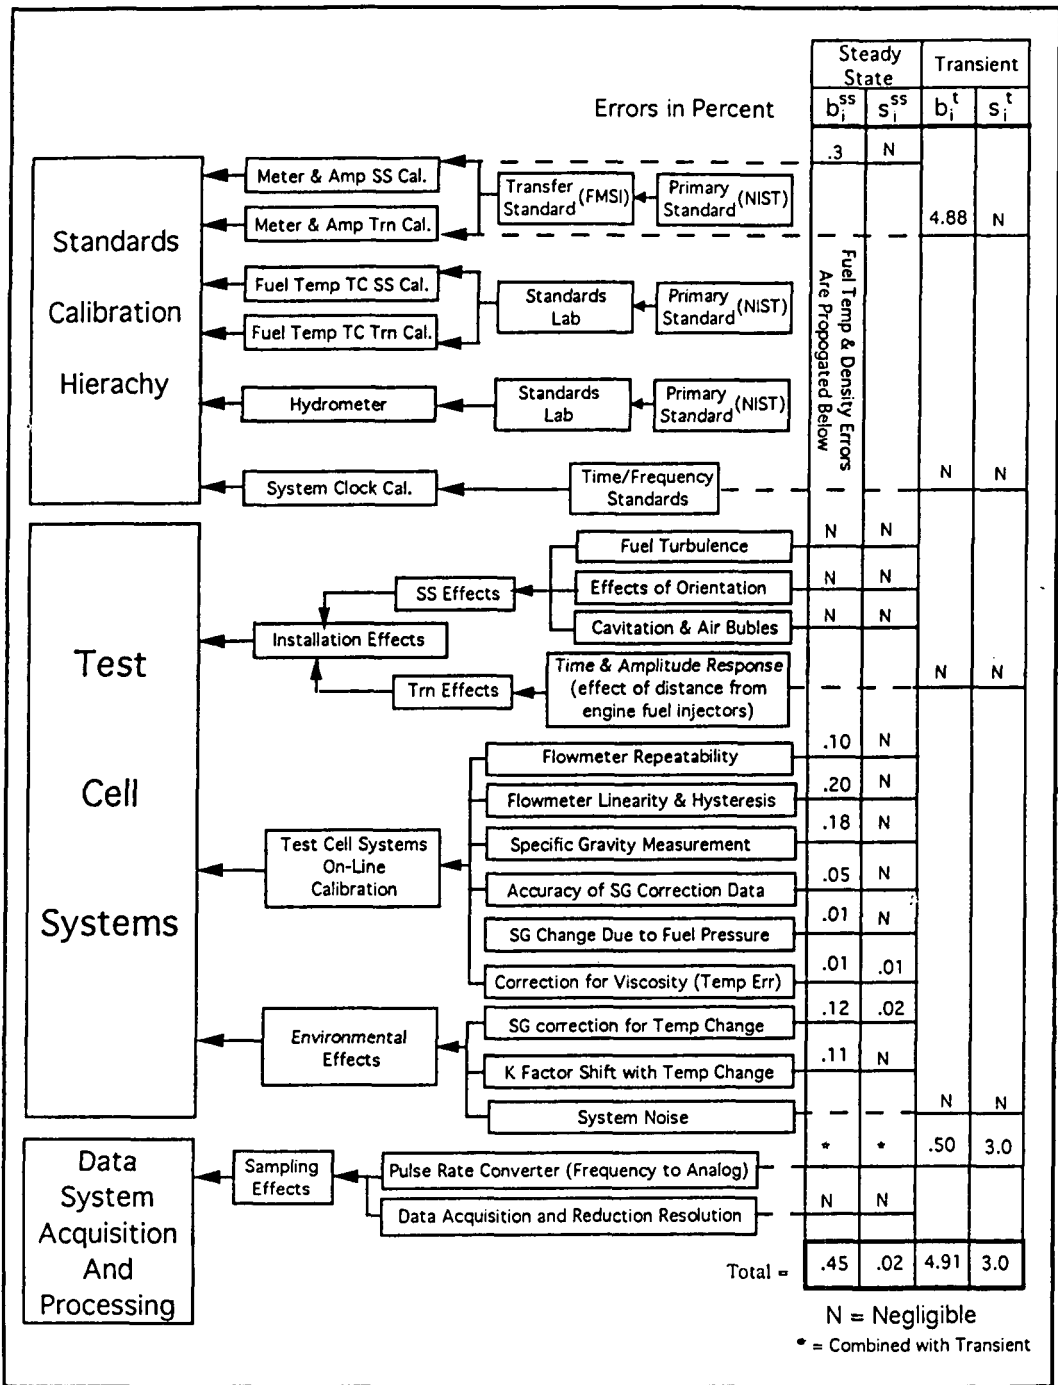 Steady
State
Transient
Errors in Percent
b_i^ss
s_i^ss
b_i^t
s_i^t
.3
N
Meter & Amp SS Cal.
Transfer
Standard (FMSI)
Primary
Standard (NIST)
Meter & Amp Trn Cal.
4.88
N
Standards
Calibration
Hierachy
Fuel Temp TC SS Cal.
Fuel Temp TC Trn Cal.
Standards
Lab
Primary
Standard (NIST)
Fuel Temp & Density Errors
Are Propogated Below
Hydrometer
Standards
Lab
Primary
Standard (NIST)
System Clock Cal.
Time/Frequency
Standards
N
N
Test
Cell
Systems
Fuel Turbulence
N
N
SS Effects
Effects of Orientation
N
N
Installation Effects
Cavitation & Air Bubles
N
N
Trn Effects
Time & Amplitude Response
(effect of distance from
engine fuel injectors)
N
N
Flowmeter Repeatability
.10
N
Flowmeter Linearity & Hysteresis
.20
N
Test Cell Systems
On-Line
Calibration
Specific Gravity Measurement
.18
N
Accuracy of SG Correction Data
.05
N
SG Change Due to Fuel Pressure
.01
N
Correction for Viscosity (Temp Err)
.01
.01
Environmental
Effects
SG correction for Temp Change
.12
.02
K Factor Shift with Temp Change
.11
N
System Noise
N
N
Data
System
Acquisition
And
Processing
Sampling
Effects
Pulse Rate Converter (Frequency to Analog)
*
*
.50
3.0
Data Acquisition and Reduction Resolution
N
N
Total =
.45
.02
4.91
3.0
N = Negligible
* = Combined with Transient